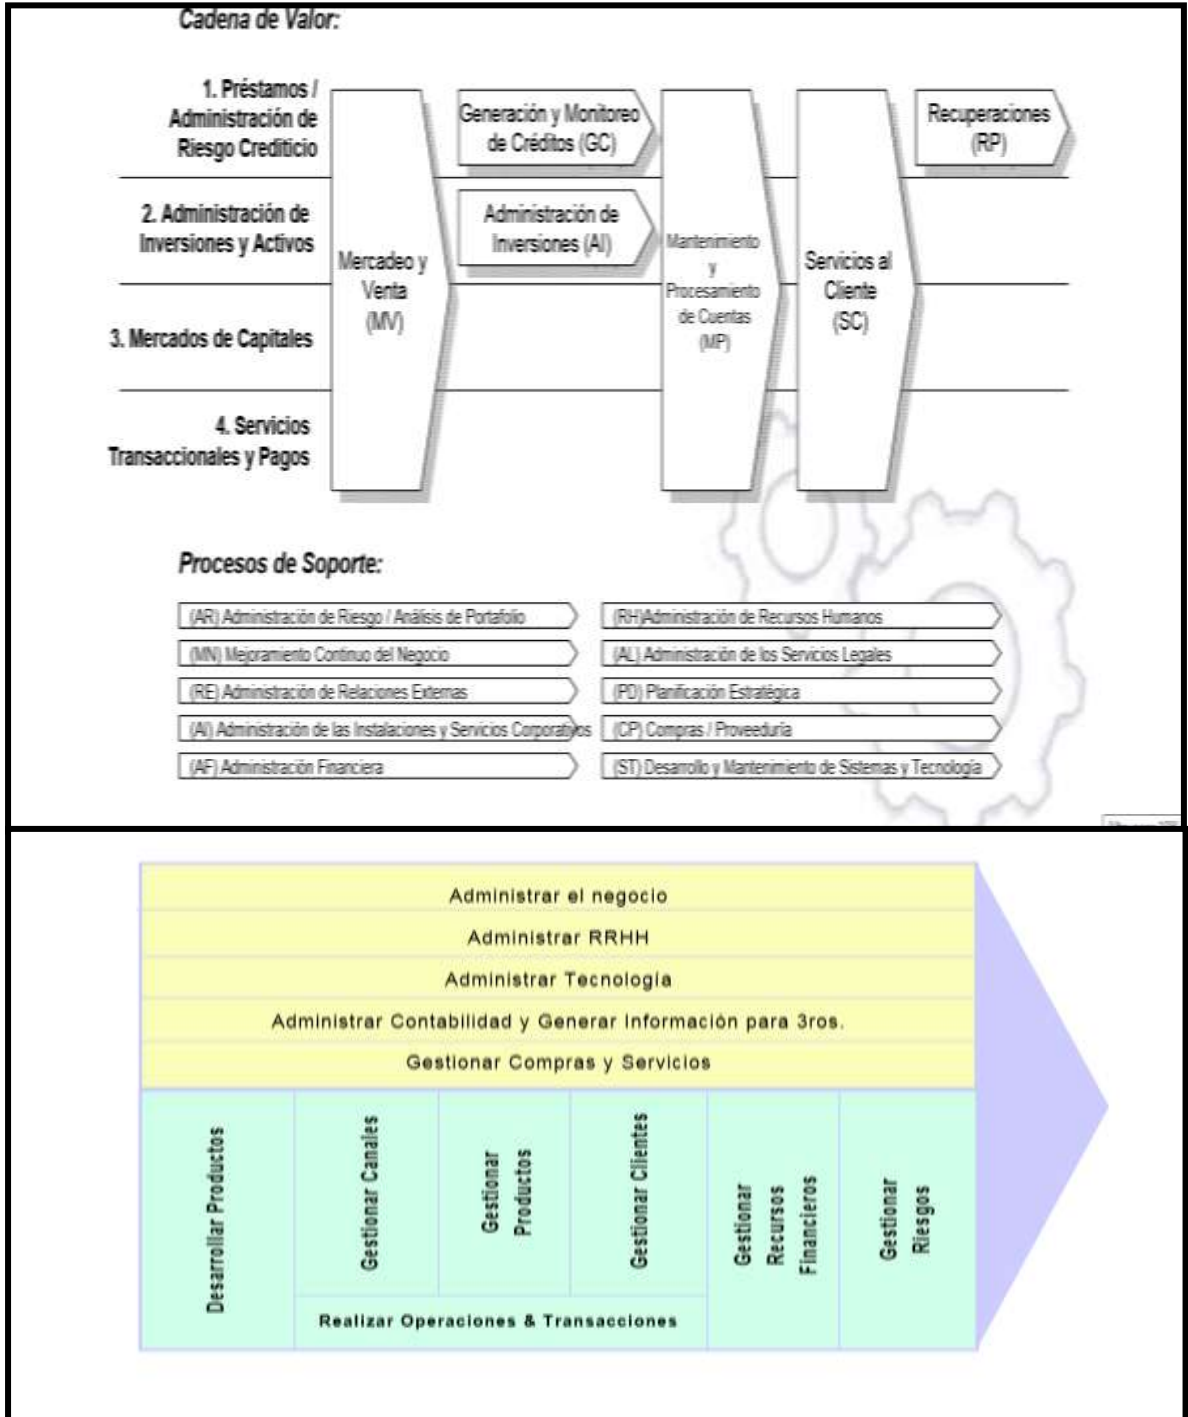 Cadena de Valor:
1. Préstamos /
Administración de
Riesgo Crediticio
Generación y Monitoreo
de Créditos (GC)
Recuperaciones
(RP)
2. Administración de
Inversiones y Activos
Administración de
Inversiones (AI)
Mercadeo y
Venta
(MV)
Mantenimiento
y
Procesamiento
de Cuentas
(MP)
Servicios al
Cliente
(SC)
3. Mercados de Capitales
4. Servicios
Transaccionales y Pagos
Procesos de Soporte:
(AR) Administración de Riesgo / Análisis de Portafolio
(RH)Administración de Recursos Humanos
(MN) Mejoramiento Continuo del Negocio
(AL) Administración de los Servicios Legales
(RE) Administración de Relaciones Externas
(PD) Planificación Estratégica
(AI) Administración de las Instalaciones y Servicios Corporativos
(CP) Compras / Proveeduría
(AF) Administración Financiera
(ST) Desarrollo y Mantenimiento de Sistemas y Tecnología
Administrar el negocio
Administrar RRHH
Administrar Tecnología
Administrar Contabilidad y Generar Información para 3ros.
Gestionar Compras y Servicios
Desarrollar Productos
Gestionar Canales
Gestionar
Productos
Gestionar Clientes
Gestionar
Recursos
Financieros
Gestionar
Riesgos
Realizar Operaciones & Transacciones